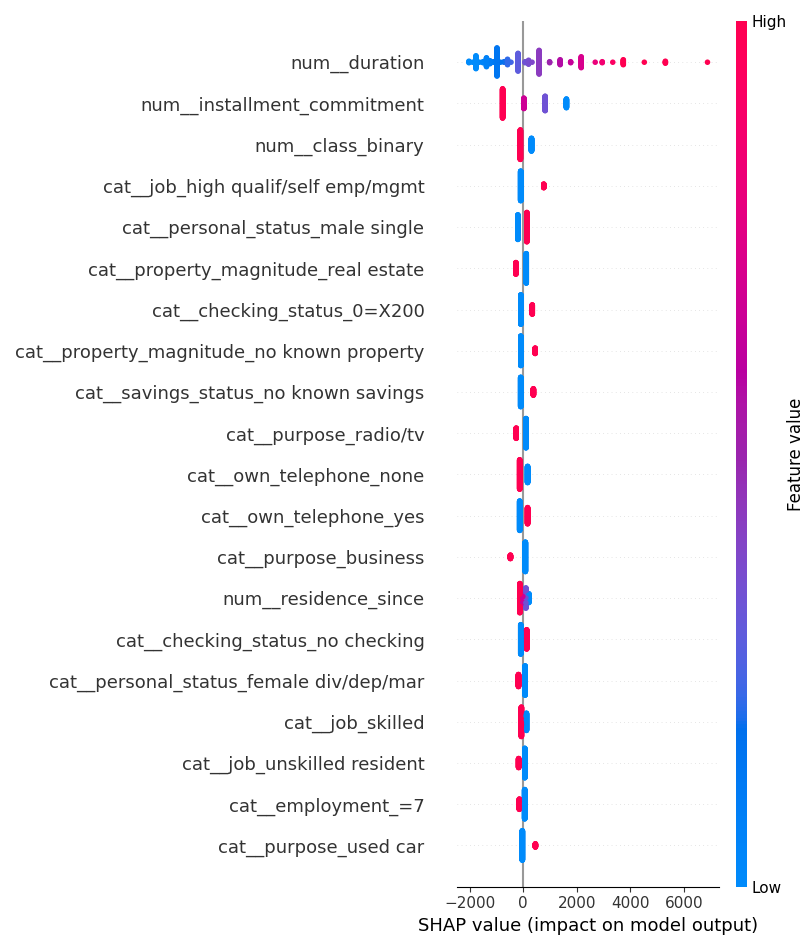 High
num__duration
num__installment_commitment
num__class_binary
cat__job_high qualif/self emp/mgmt
cat__personal_status_male single
cat__property_magnitude_real estate
cat__checking_status_0=X200
cat__property_magnitude_no known property
cat__savings_status_no known savings
cat__purpose_radio/tv
cat__own_telephone_none
cat__own_telephone_yes
cat__purpose_business
num__residence_since
cat__checking_status_no checking
cat__personal_status_female div/dep/mar
cat__job_skilled
cat__job_unskilled resident
cat__employment_=7
cat__purpose_used car
Feature value
Low
−2000 0 2000 4000 6000
SHAP value (impact on model output)